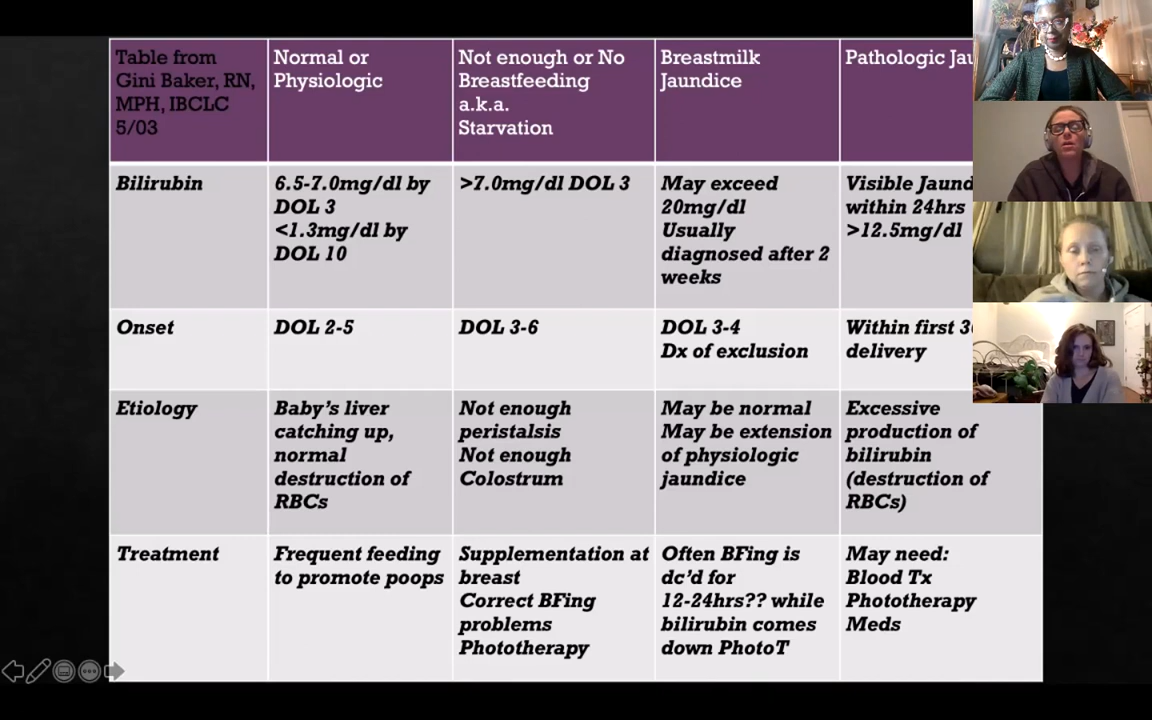 Table from
Gini Baker, RN,
MPH, IBCLC
5/03
Normal or
Physiologic
Not enough or No
Breastfeeding
a.k.a.
Starvation
Breastmilk
Jaundice
Pathologic
Bilirubin
6.5-7.0mg/dl by
DOL 3
<1.3mg/dl by
DOL 10
>7.0mg/dl DOL 3
May exceed
20mg/dl
Usually
diagnosed after 2
weeks
Visible
within 24hrs
>12.5mg/dl
Onset
DOL 2-5
DOL 3-6
DOL 3-4
Dx of exclusion
Within first
delivery
Etiology
Baby's liver
catching up,
normal
destruction of
RBCs
Not enough
peristalsis
Not enough
Colostrum
May be normal
May be extension
of physiologic
jaundice
Excessive
production of
bilirubin
(destruction of
RBCs)
Treatment
Frequent feeding
to promote poops
Supplementation at
breast
Correct BFing
problems
Phototherapy
Often BFing is
dc'd for
12-24hrs?? while
bilirubin comes
down PhotoT
May need:
Blood Tx
Phototherapy
Meds